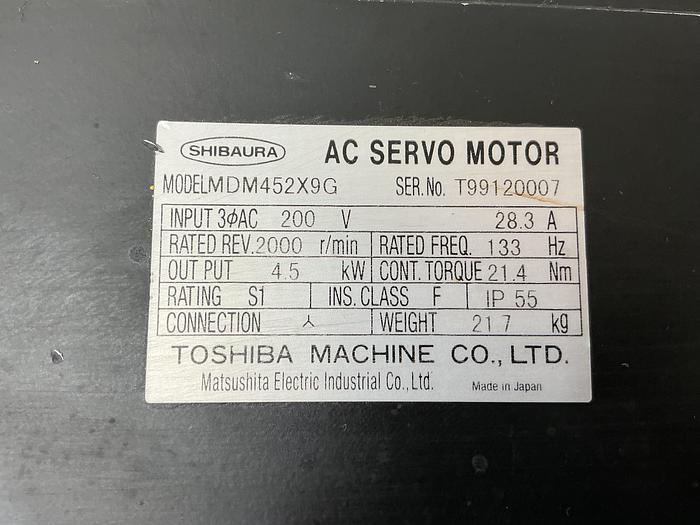 SHIBAURA AC SERVO MOTOR
MODEL MDM452X9G SER.No. T99120007
INPUT 3ϕAC 200 V 28.3 A
RATED REV. 2000 r/min RATED FREQ. 133 Hz
OUT PUT 4.5 kW CONT. TORQUE 21.4 Nm
RATING S1 INS. CLASS F IP 55
CONNECTION 人 WEIGHT 21.7 kg
TOSHIBA MACHINE CO., LTD.
Matsushita Electric Industrial Co., Ltd. Made in Japan